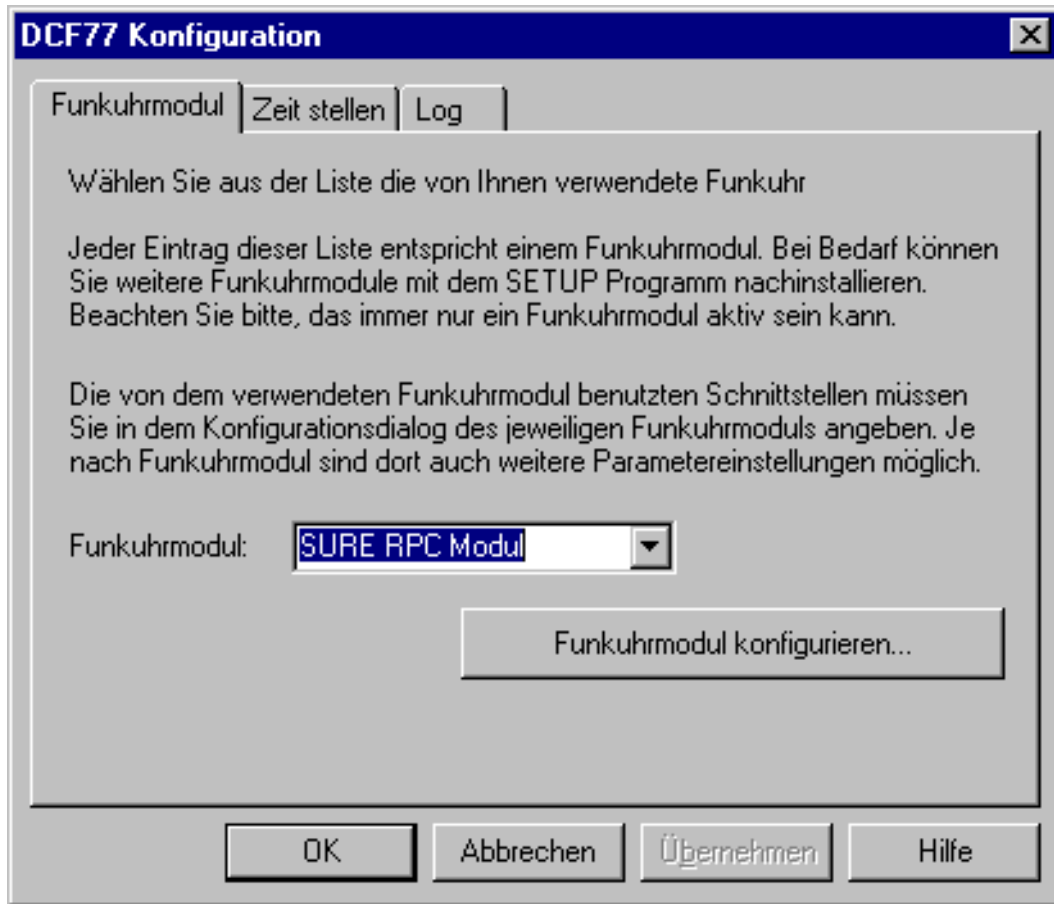 DCF77 Konfiguration
Funkuhrmodul
Zeit stellen
Log
Wählen Sie aus der Liste die von Ihnen verwendete Funkuhr
Jeder Eintrag dieser Liste entspricht einem Funkuhrmodul. Bei Bedarf können
Sie weitere Funkuhrmodule mit dem SETUP Programm nachinstallieren.
Beachten Sie bitte, das immer nur ein Funkuhrmodul aktiv sein kann.
Die von dem verwendeten Funkuhrmodul benutzten Schnittstellen müssen
Sie in dem Konfigurationsdialog des jeweiligen Funkuhrmoduls angeben. Je
nach Funkuhrmodul sind dort auch weitere Parametereinstellungen möglich.
Funkuhrmodul:
SURE RPC Modul
Funkuhrmodul konfigurieren...
OK
Abbrechen
Übernehmen
Hilfe